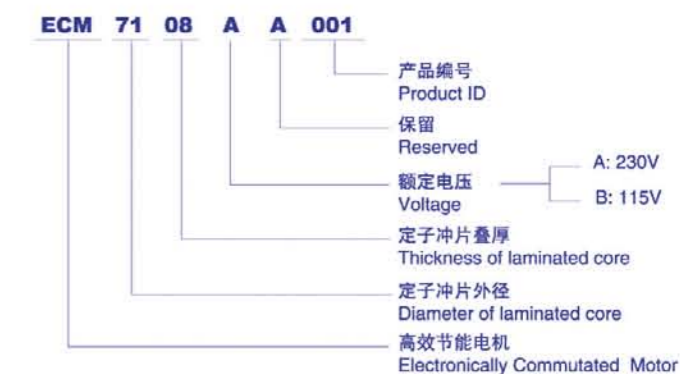 ECM 71 08 A A 001
产品编号
Product ID
保留
Reserved
额定电压
Voltage
A: 230V
B: 115V
定子冲片叠厚
Thickness of laminated core
定子冲片外径
Diameter of laminated core
高效节能电机
Electronically Commutated Motor